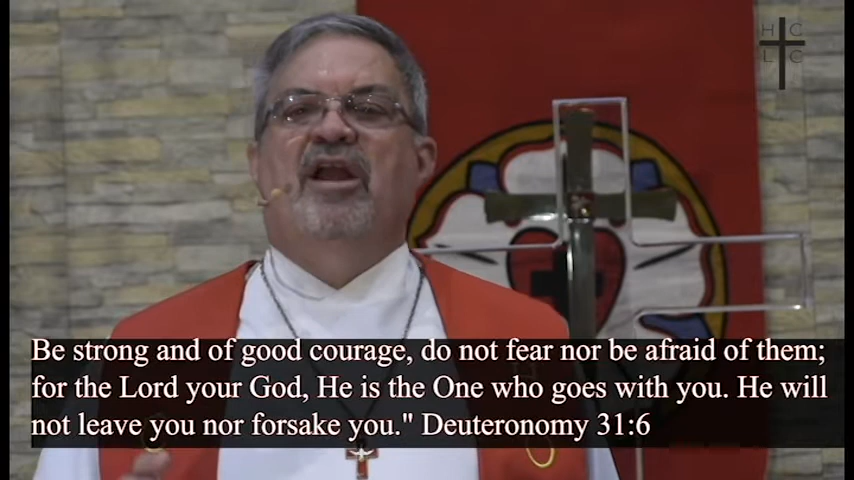 HC
LC
Be strong and of good courage, do not fear nor be afraid of them;
for the Lord your God, He is the One who goes with you. He will
not leave you nor forsake you." Deuteronomy 31:6